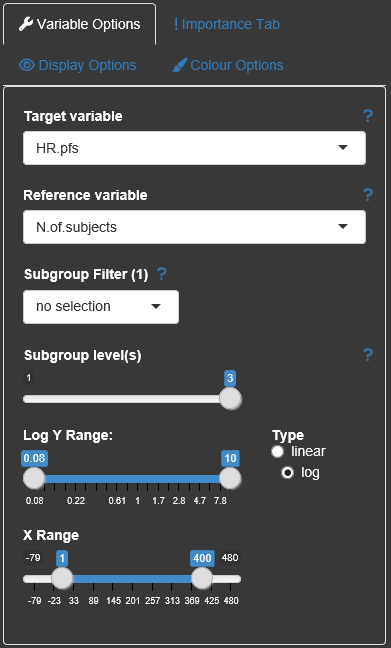 Variable Options
! Importance Tab
Display Options
Colour Options
Target variable ?
HR.pfs
Reference variable ?
N.of.subjects
Subgroup Filter (1) ?
no selection
Subgroup level(s) ?
1 3
Log Y Range: Type
0.08 10 linear
log
0.08 0.22 0.61 1 1.7 2.8 4.7 7.8
X Range
-79 1 400 480
-79 -23 33 89 145 201 257 313 369 425 480